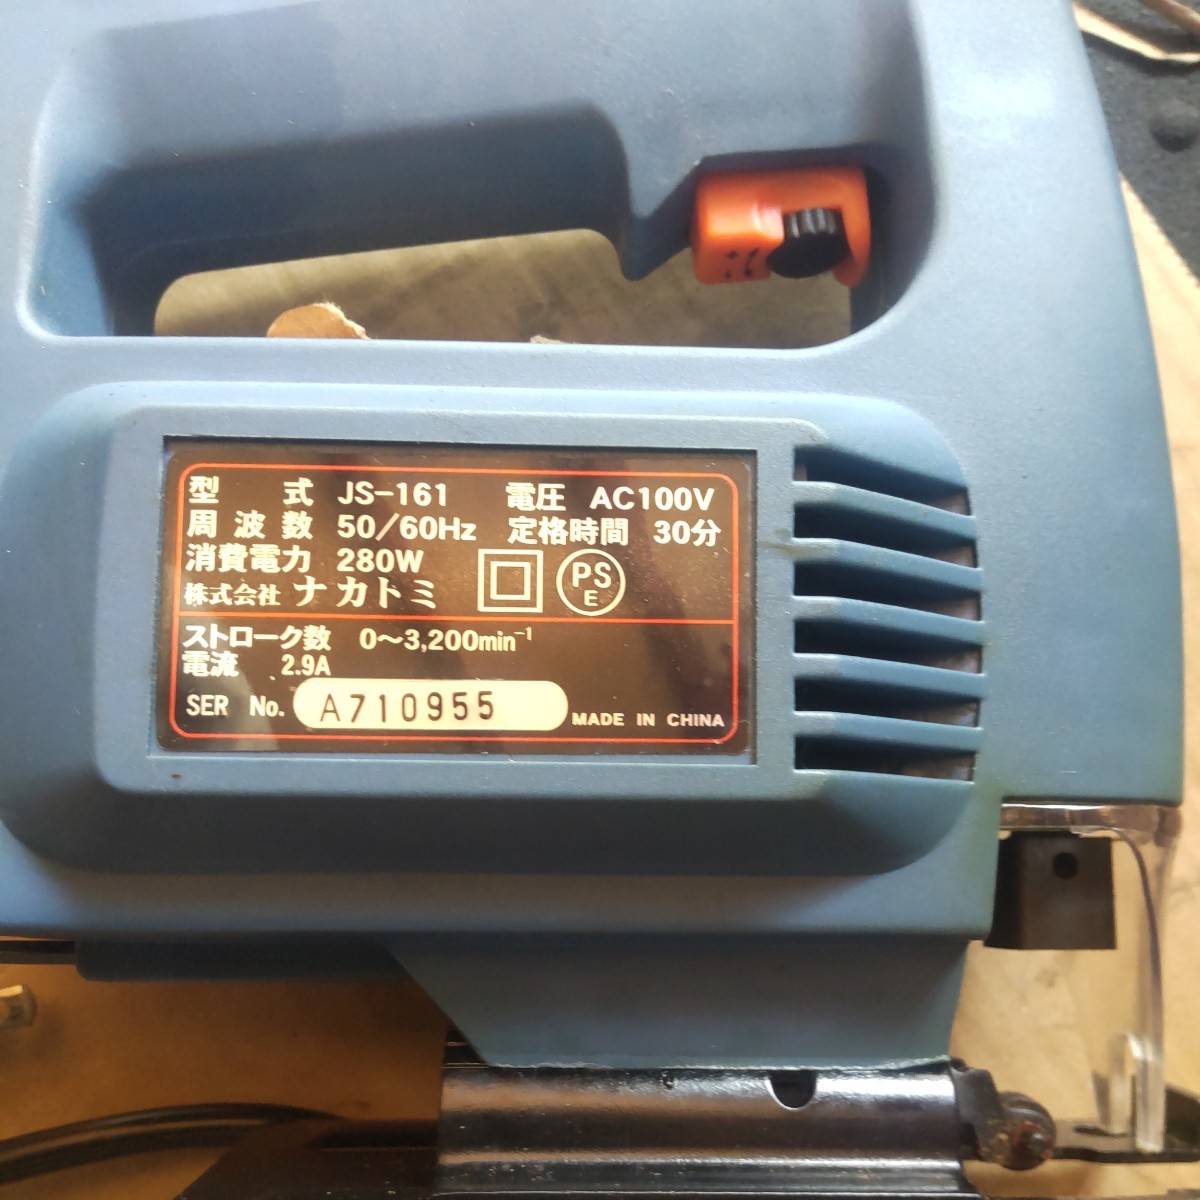 型 式 JS-161 電圧 AC100V
周波数 50/60Hz 定格時間 30分
消費電力 280W
株式会社 ナカトミ PS E
ストローク数 0〜3,200min⁻¹
電流 2.9A
SER No. A710955 MADE IN CHINA